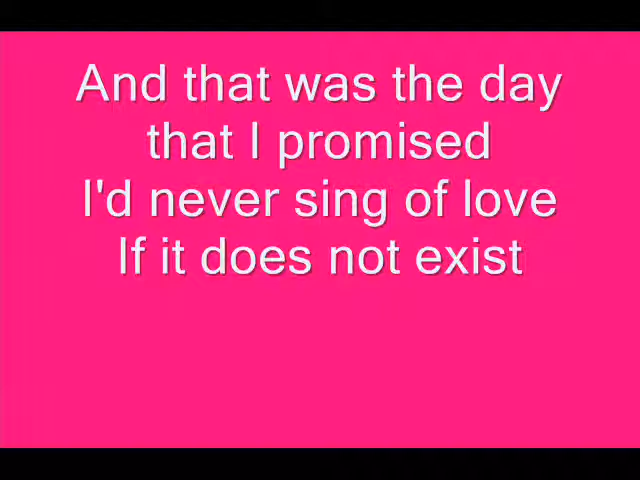 And that was the day
that I promised
I'd never sing of love
If it does not exist